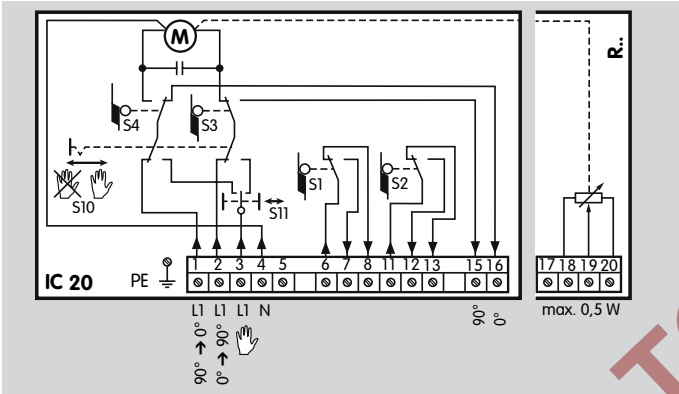 M
R..
S4
S3
S10
S11
S1
S2
IC 20
PE
1 2 3 4 5 6 7 8 11 12 13 15 16
17 18 19 20
L1 L1 L1 N
max. 0,5 W
90° → 0°
0° → 90°
90°
0°